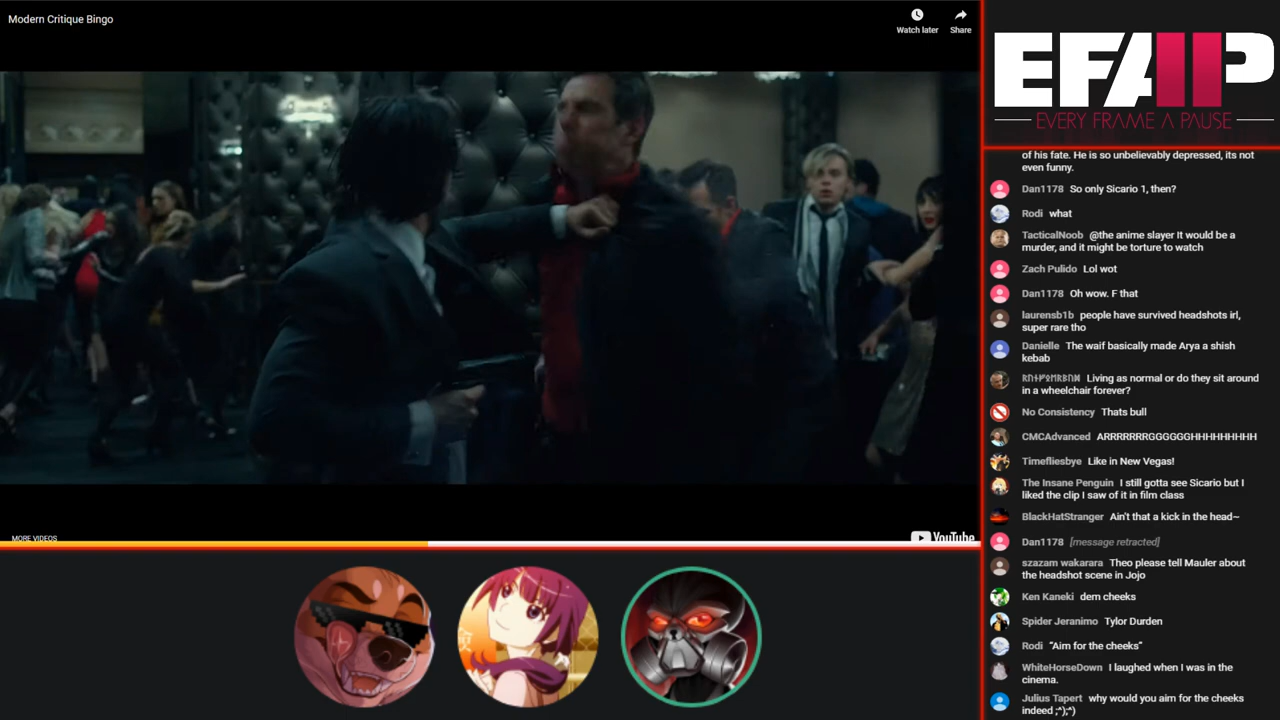 Modern Critique Bingo
Watch later
Share
MORE VIDEOS
YouTube
EFAP
EVERY FRAME A PAUSE
of his fate. He is so unbelievably depressed, its not
even funny.
Dan1178 So only Sicario 1, then?
Rodi what
TacticalNoob @the anime slayer It would be a
murder, and it might be torture to watch
Zach Pulido Lol wot
Dan1178 Oh wow. F that
laurensb1b people have survived headshots irl,
super rare tho
Danielle The waif basically made Arya a shish
kebab
Living as normal or do they sit around
in a wheelchair forever?
No Consistency Thats bull
CMCAdvanced ARRRRRRRGGGGGGHHHHHHHHHH
Timefliesbye Like in New Vegas!
The Insane Penguin I still gotta see Sicario but I
liked the clip I saw of it in film class
BlackHatStranger Ain't that a kick in the head~
Dan1178 [message retracted]
szazam wakarara Theo please tell Mauler about
the headshot scene in Jojo
Ken Kaneki dem cheeks
Spider Jeranimo Tylor Durden
Rodi "Aim for the cheeks"
WhiteHorseDown I laughed when I was in the
cinema.
Julius Tapert why would you aim for the cheeks
indeed ;^);^)